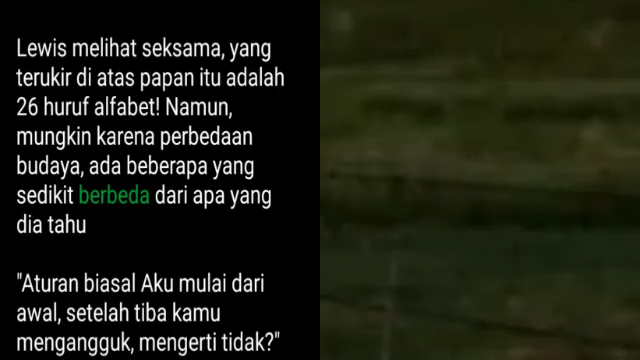 Lewis melihat seksama, yang
terukir di atas papan itu adalah
26 huruf alfabet! Namun,
mungkin karena perbedaan
budaya, ada beberapa yang
sedikit berbeda dari apa yang
dia tahu
"Aturan biasal Aku mulai dari
awal, setelah tiba kamu
mengangguk, mengerti tidak?"